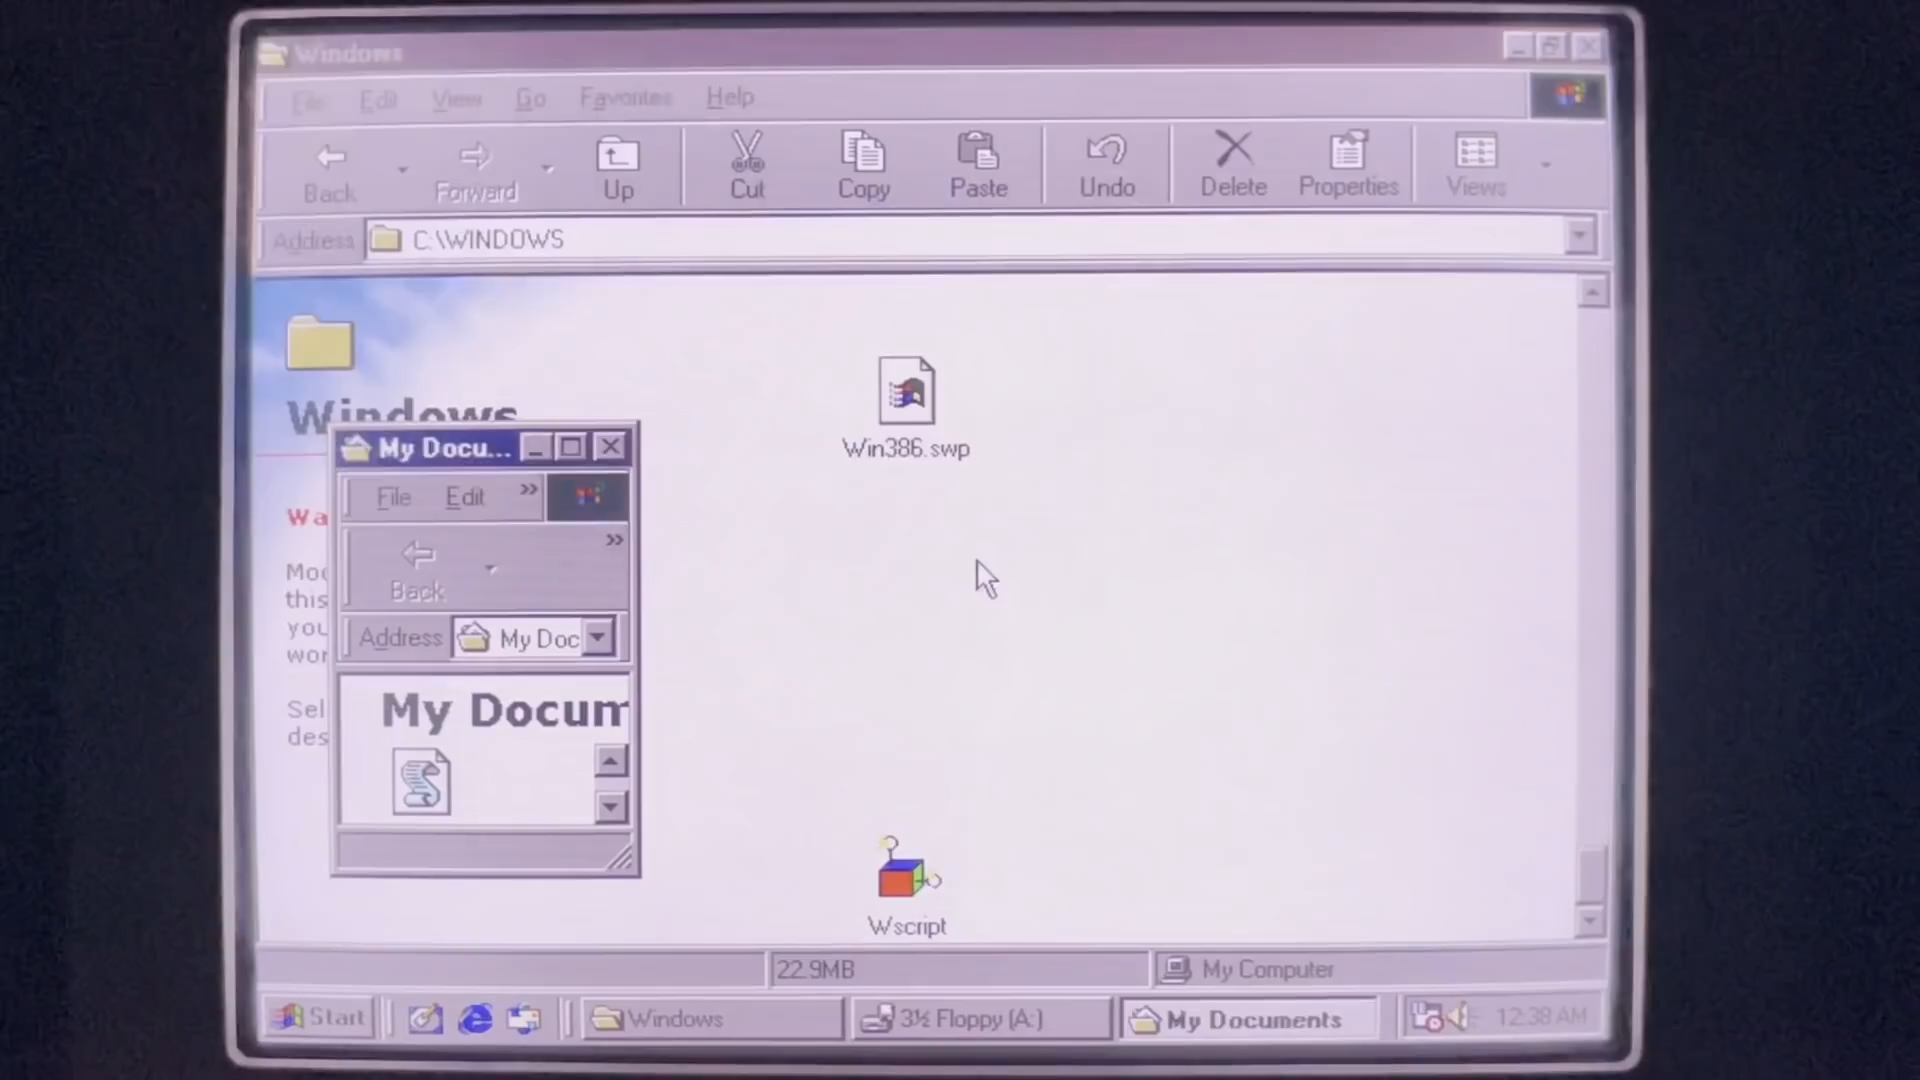 Windows
File Edit View Go Favorites Help
Back Forward Up Cut Copy Paste Undo Delete Properties Views
Address C:\WINDOWS
Windows
Win386.swp
My Docu...
File Edit »
»
Back
Address My Doc
My Docum
Wscript
22.9MB My Computer
Start Windows 3½ Floppy (A:) My Documents 12:38 AM